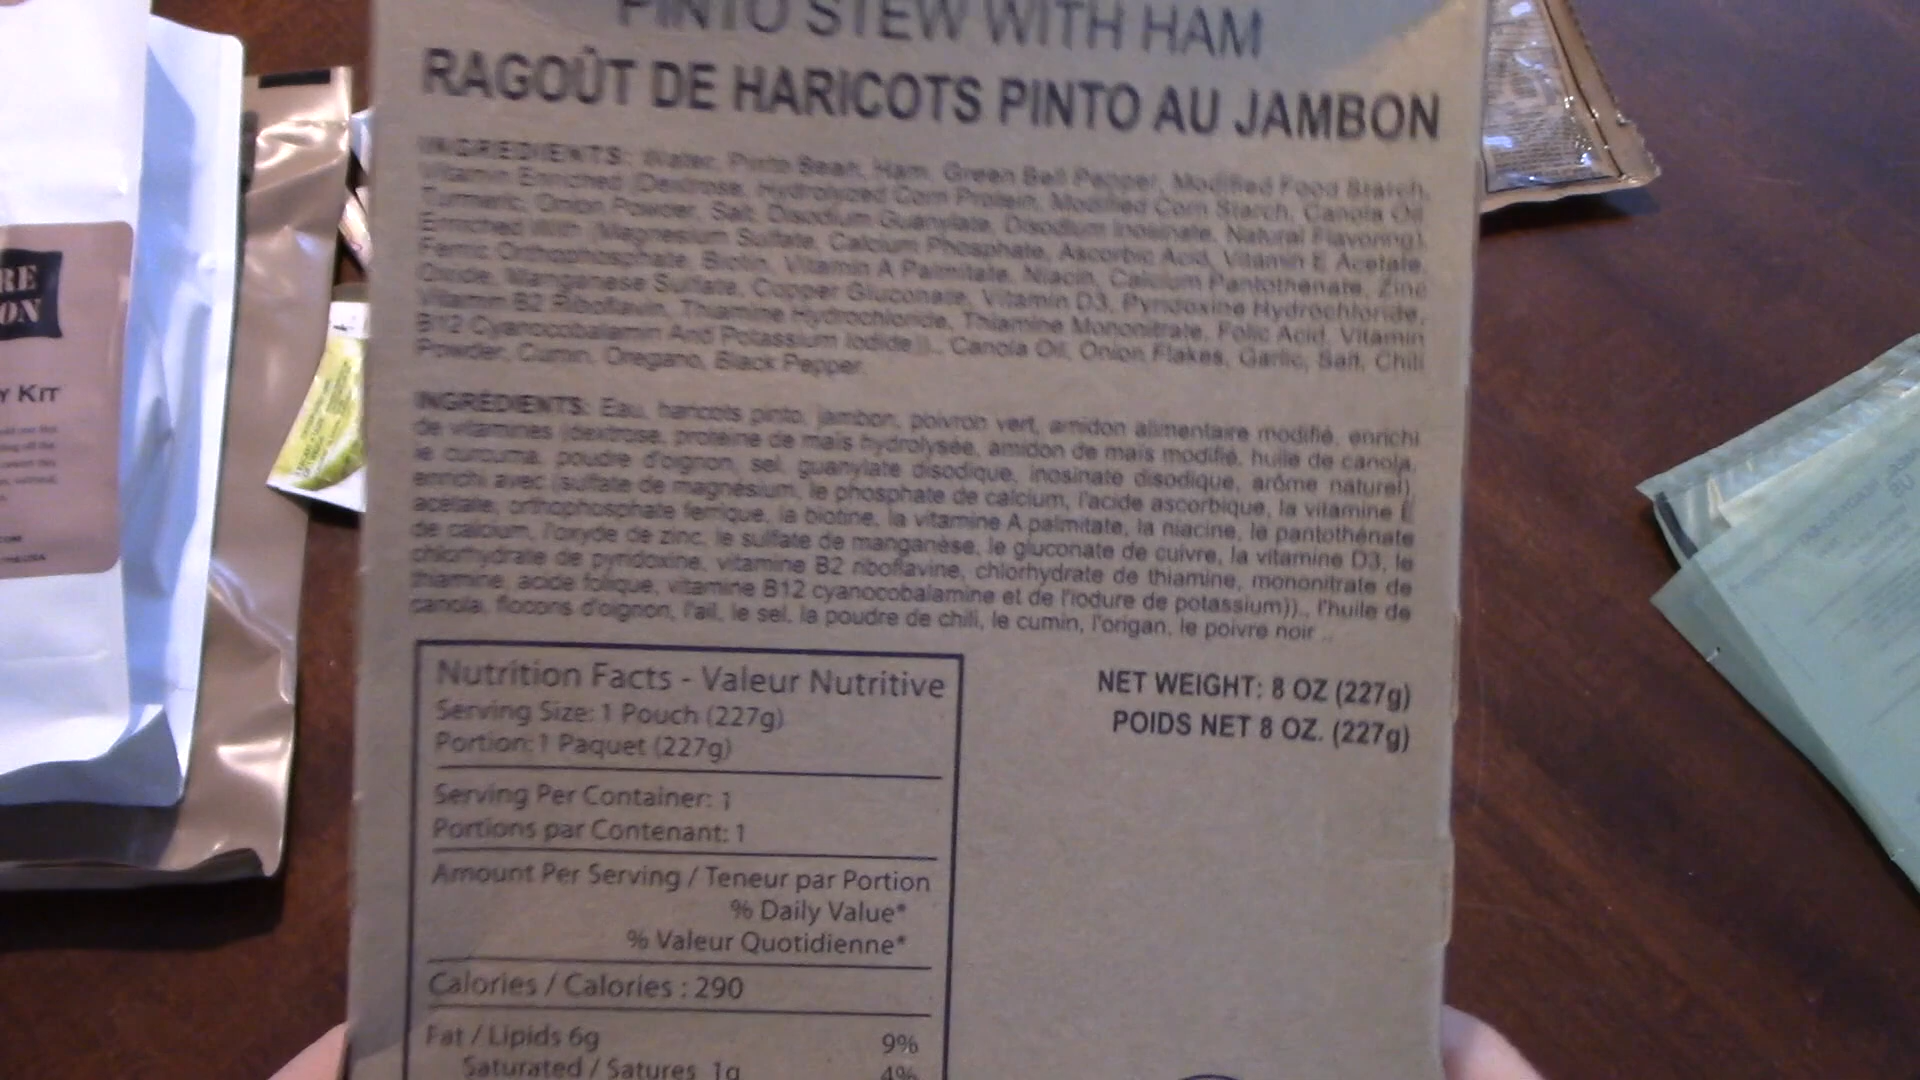 PINTO STEW WITH HAM
RAGOÛT DE HARICOTS PINTO AU JAMBON
INGREDIENTS: Water, Pinto Bean, Ham, Green Bell Pepper, Modified Food Starch,
Vitamin Enriched (Dextrose, Hydrolyzed Corn Protein, Modified Corn Starch, Canola Oil
Turmeric, Onion Powder, Salt, Disodium Guanylate, Disodium Inosinate, Natural Flavoring),
Enriched With (Magnesium Sulfate, Calcium Phosphate, Ascorbic Acid, Vitamin E Acetate,
Ferric Orthophosphate, Biotin, Vitamin A Palmitate, Niacin, Calcium Pantothenate, Zinc
Oxide, Manganese Sulfate, Copper Gluconate, Vitamin D3, Pyridoxine Hydrochloride,
Vitamin B2 Riboflavin, Thiamine Hydrochloride, Thiamine Mononitrate, Folic Acid, Vitamin
B12 Cyanocobalamin And Potassium Iodide))., Canola Oil, Onion Flakes, Garlic, Salt, Chili
Powder, Cumin, Oregano, Black Pepper.
INGRÉDIENTS: Eau, haricots pinto, jambon, poivron vert, amidon alimentaire modifié, enrichi
de vitamines (dextrose, protéine de maïs hydrolysée, amidon de maïs modifié, huile de canola,
le curcuma, poudre d'oignon, sel, guanylate disodique, inosinate disodique, arôme naturel),
enrichi avec (sulfate de magnésium, le phosphate de calcium, l'acide ascorbique, la vitamine E
acétate, orthophosphate ferrique, la biotine, la vitamine A palmitate, la niacine, le pantothénate
de calcium, l'oxyde de zinc, le sulfate de manganèse, le gluconate de cuivre, la vitamine D3, le
chlorhydrate de pyridoxine, vitamine B2 riboflavine, chlorhydrate de thiamine, mononitrate de
thiamine, acide folique, vitamine B12 cyanocobalamine et de l'iodure de potassium))., l'huile de
canola, flocons d'oignon, l'ail, le sel, la poudre de chili, le cumin, l'origan, le poivre noir ..
Nutrition Facts - Valeur Nutritive
Serving Size: 1 Pouch (227g)
Portion: 1 Paquet (227g)
Serving Per Container: 1
Portions par Contenant: 1
Amount Per Serving / Teneur par Portion
% Daily Value*
% Valeur Quotidienne*
Calories / Calories : 290
Fat / Lipids 6g 9%
Saturated / Satures 1g 4%
NET WEIGHT: 8 OZ (227g)
POIDS NET 8 OZ. (227g)
RE
ON
Y KIT